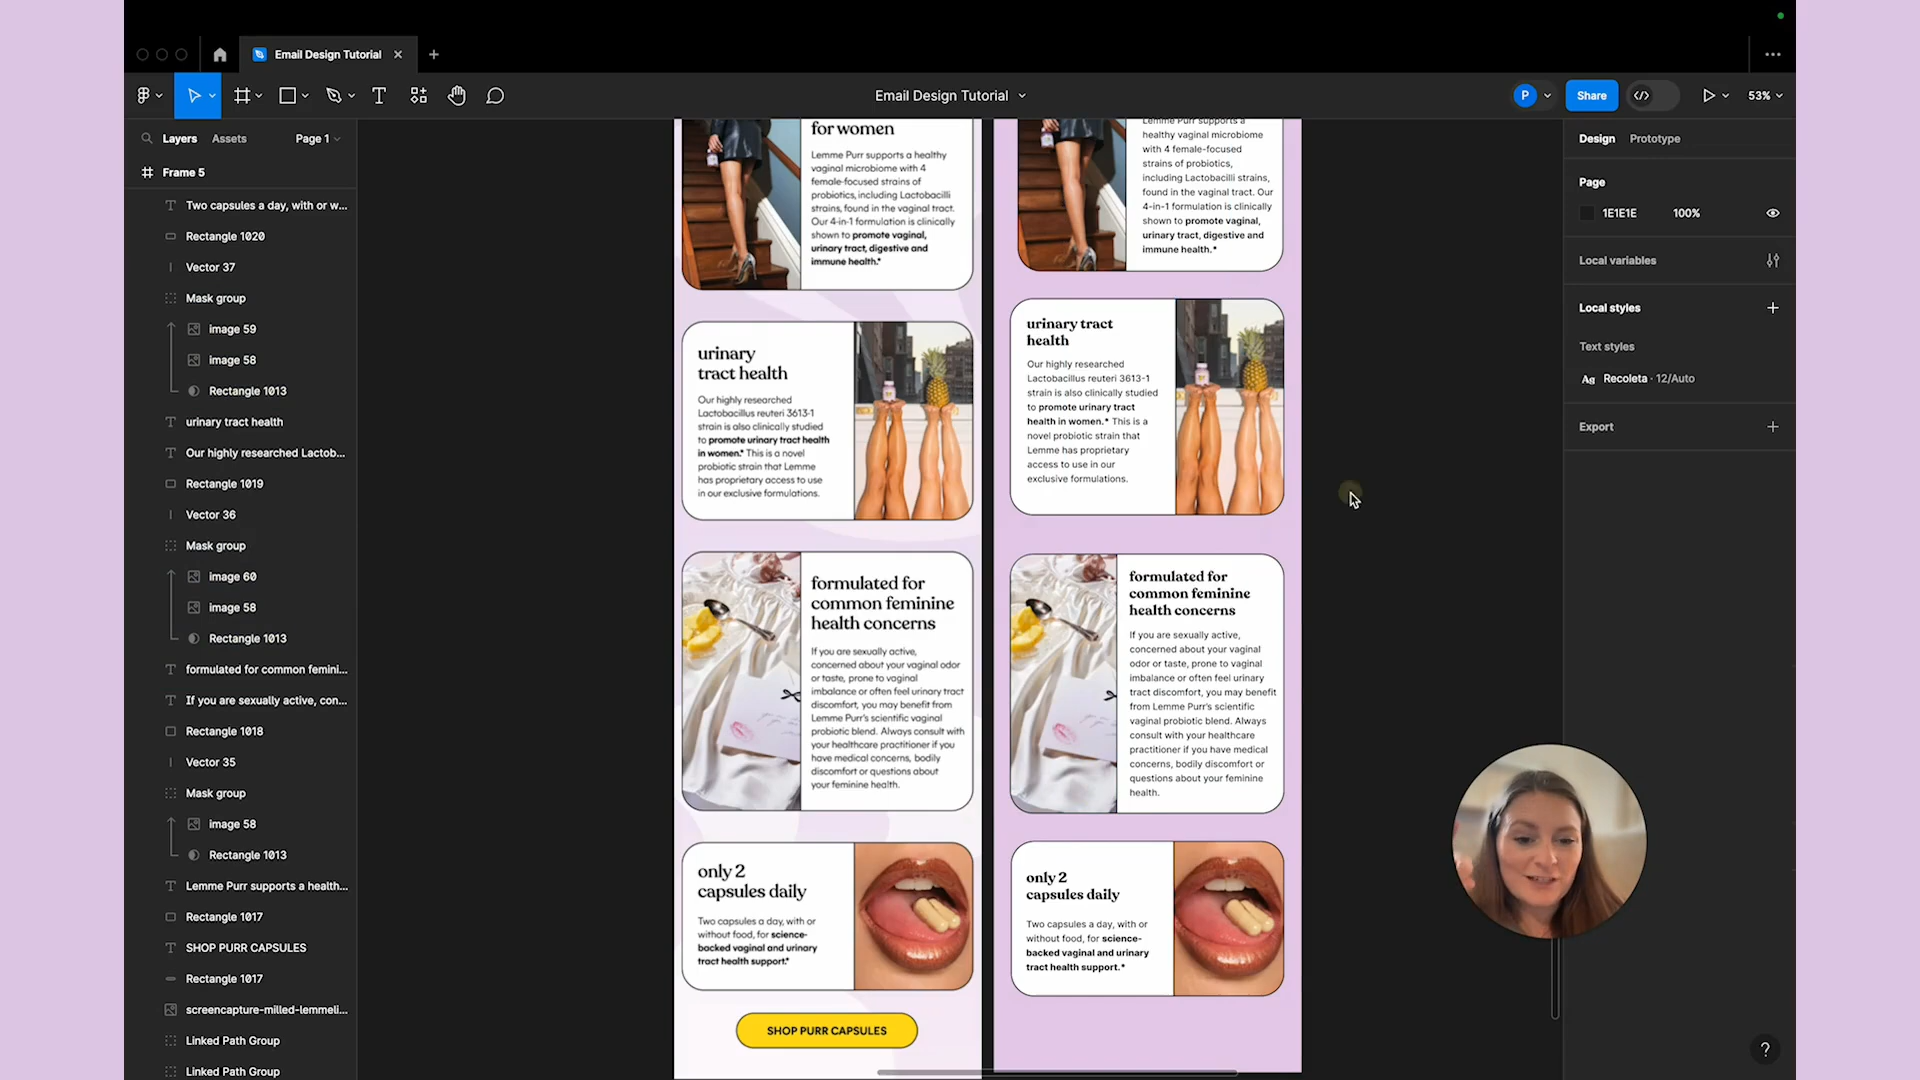 Email Design Tutorial
Email Design Tutorial
P
Share
53%
Layers
Assets
Page 1
Frame 5
Two capsules a day, with or w...
Rectangle 1020
Vector 37
Mask group
image 59
image 58
Rectangle 1013
urinary tract health
Our highly researched Lactob...
Rectangle 1019
Vector 36
Mask group
image 60
image 58
Rectangle 1013
formulated for common femini...
If you are sexually active, con...
Rectangle 1018
Vector 35
Mask group
image 58
Rectangle 1013
Lemme Purr supports a health...
Rectangle 1017
SHOP PURR CAPSULES
Rectangle 1017
screencapture-milled-lemmeli...
Linked Path Group
Linked Path Group
for women
Lemme Purr supports a healthy
vaginal microbiome with 4
female-focused strains of
probiotics, including Lactobacilli
strains, found in the vaginal tract.
Our 4-in-1 formulation is clinically
shown to promote vaginal,
urinary tract, digestive and
immune health.*
urinary
tract health
Our highly researched
Lactobacillus reuteri 3613-1
strain is also clinically studied
to promote urinary tract health
in women.* This is a novel
probiotic strain that Lemme
has proprietary access to use
in our exclusive formulations.
formulated for
common feminine
health concerns
If you are sexually active,
concerned about your vaginal odor
or taste, prone to vaginal
imbalance or often feel urinary tract
discomfort, you may benefit from
Lemme Purr's scientific vaginal
probiotic blend. Always consult with
your healthcare practitioner if you
have medical concerns, bodily
discomfort or questions about
your feminine health.
only 2
capsules daily
Two capsules a day, with or
without food, for science-
backed vaginal and urinary
tract health support.*
SHOP PURR CAPSULES
Lemme Purr supports a
healthy vaginal microbiome
with 4 female-focused
strains of probiotics,
including Lactobacilli strains,
found in the vaginal tract. Our
4-in-1 formulation is clinically
shown to promote vaginal,
urinary tract, digestive and
immune health.*
urinary tract
health
Our highly researched
Lactobacillus reuteri 3613-1
strain is also clinically studied
to promote urinary tract
health in women.* This is a
novel probiotic strain that
Lemme has proprietary
access to use in our
exclusive formulations.
formulated for
common feminine
health concerns
If you are sexually active,
concerned about your vaginal
odor or taste, prone to vaginal
imbalance or often feel urinary
tract discomfort, you may benefit
from Lemme Purr's scientific
vaginal probiotic blend. Always
consult with your healthcare
practitioner if you have medical
concerns, bodily discomfort or
questions about your feminine
health.
only 2
capsules daily
Two capsules a day, with or
without food, for science-
backed vaginal and urinary
tract health support.*
Design
Prototype
Page
1E1E1E
100%
Local variables
Local styles
Text styles
Ag Recoleta · 12/Auto
Export
?